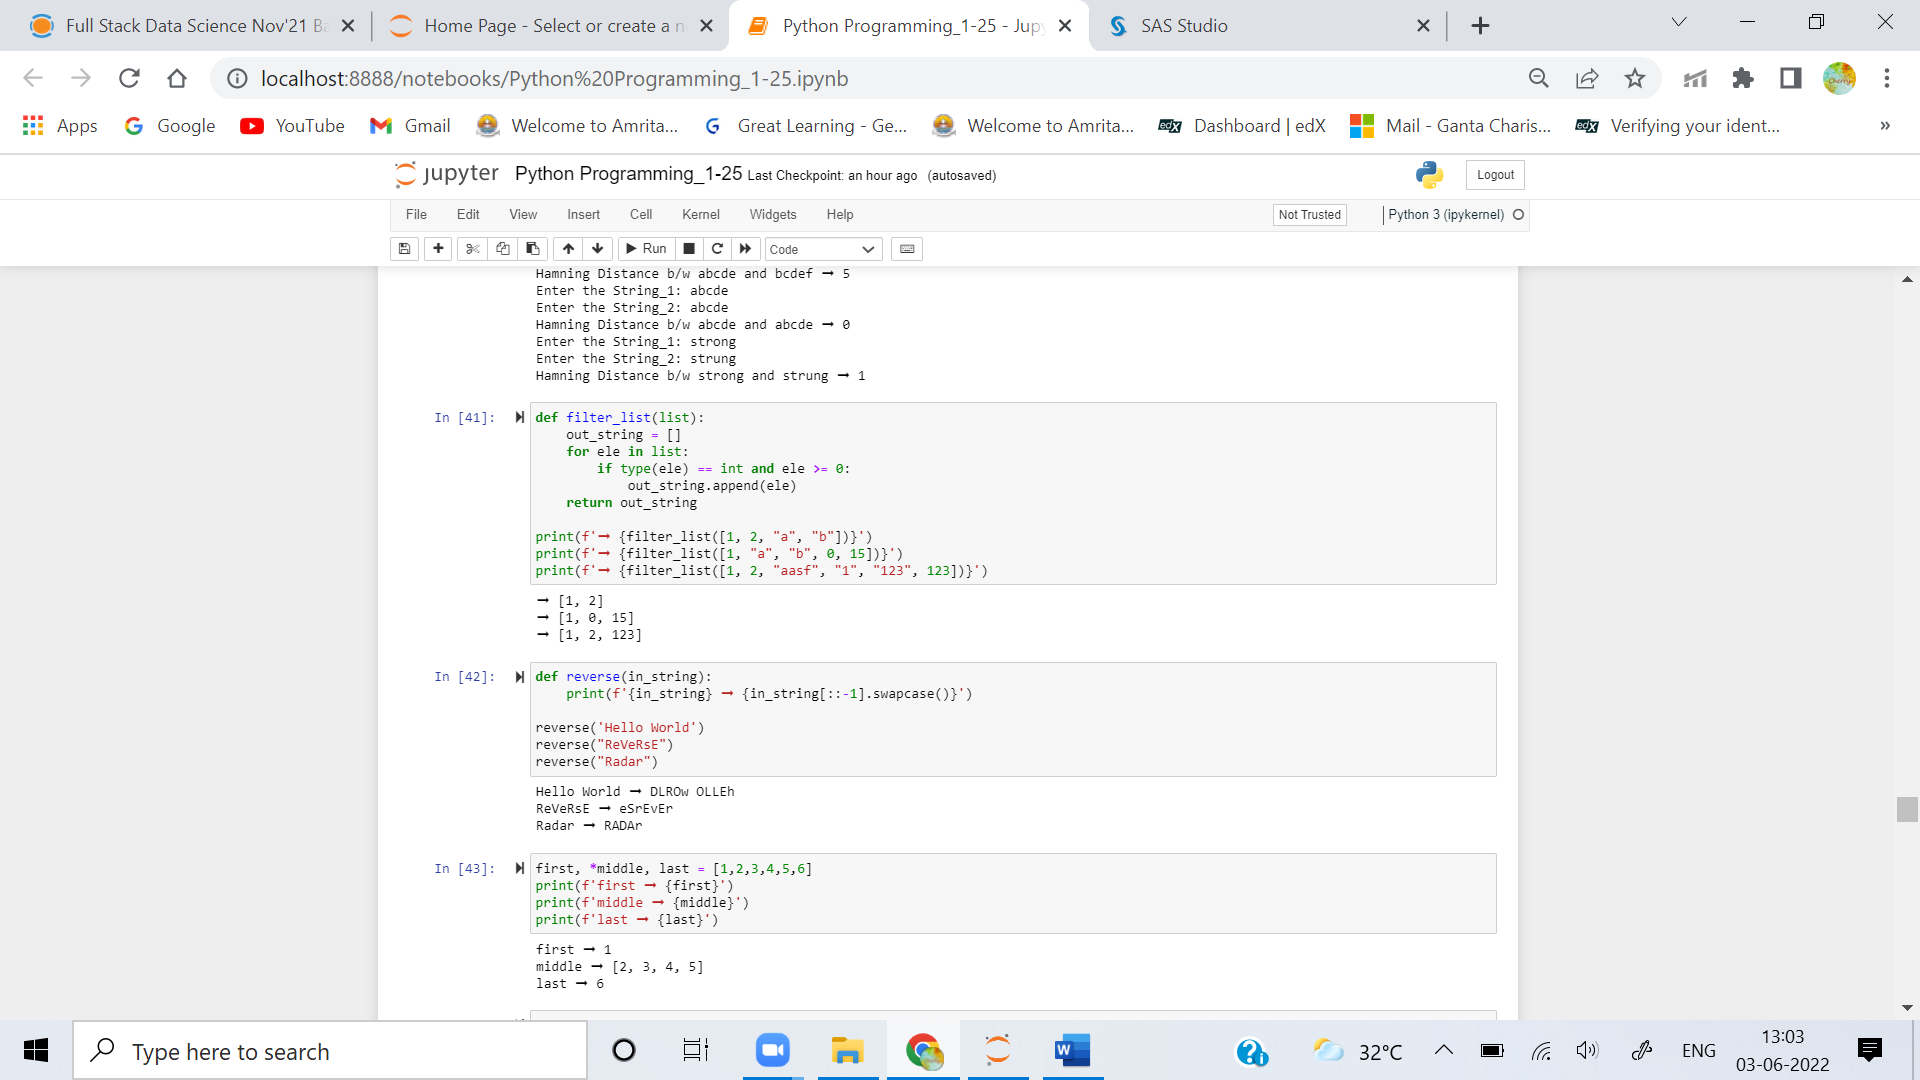 Full Stack Data Science Nov'21 Ba
Home Page - Select or create a n
Python Programming_1-25 - Jupy
SAS Studio
localhost:8888/notebooks/Python%20Programming_1-25.ipynb
Apps
Google
YouTube
Gmail
Welcome to Amrita...
Great Learning - Ge...
Welcome to Amrita...
Dashboard | edX
Mail - Ganta Charis...
Verifying your ident...
»
jupyter Python Programming_1-25 Last Checkpoint: an hour ago (autosaved)
Logout
File Edit View Insert Cell Kernel Widgets Help
Not Trusted
Python 3 (ipykernel)
Run
Code
Hamning Distance b/w abcde and bcdef → 5
Enter the String_1: abcde
Enter the String_2: abcde
Hamning Distance b/w abcde and abcde → 0
Enter the String_1: strong
Enter the String_2: strung
Hamning Distance b/w strong and strung → 1
In [41]:
def filter_list(list):
    out_string = []
    for ele in list:
        if type(ele) == int and ele >= 0:
            out_string.append(ele)
    return out_string
print(f'→ {filter_list([1, 2, "a", "b"])}')
print(f'→ {filter_list([1, "a", "b", 0, 15])}')
print(f'→ {filter_list([1, 2, "aasf", "1", "123", 123])}')
→ [1, 2]
→ [1, 0, 15]
→ [1, 2, 123]
In [42]:
def reverse(in_string):
    print(f'{in_string} → {in_string[::-1].swapcase()}')
reverse('Hello World')
reverse("ReVeRsE")
reverse("Radar")
Hello World → DLROw OLLEh
ReVeRsE → eSrEvEr
Radar → RADAr
In [43]:
first, *middle, last = [1,2,3,4,5,6]
print(f'first → {first}')
print(f'middle → {middle}')
print(f'last → {last}')
first → 1
middle → [2, 3, 4, 5]
last → 6
Type here to search
32°C
ENG
13:03
03-06-2022